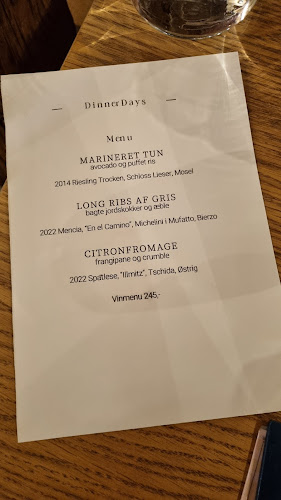 DinnerDays
Menu
MARINERET TUN
avocado og puffet ris
2014 Riesling Trocken, Schloss Lieser, Mosel
LONG RIBS AF GRIS
bagte jordskokker og æble
2022 Mencia, "En el Camino", Michelini i Mufatto, Bierzo
CITRONFROMAGE
frangipane og crumble
2022 Spätlese, "Illmitz", Tschida, Østrig
Vinmenu 245,-